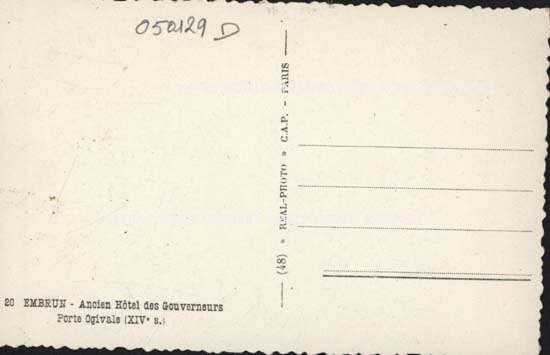 050129 D
(48) « REAL-PHOTO » C.A.P. - PARIS
20 EMBRUN - Ancien Hôtel des Gouverneurs
Porte Ogivale (XIVᵉ s.)